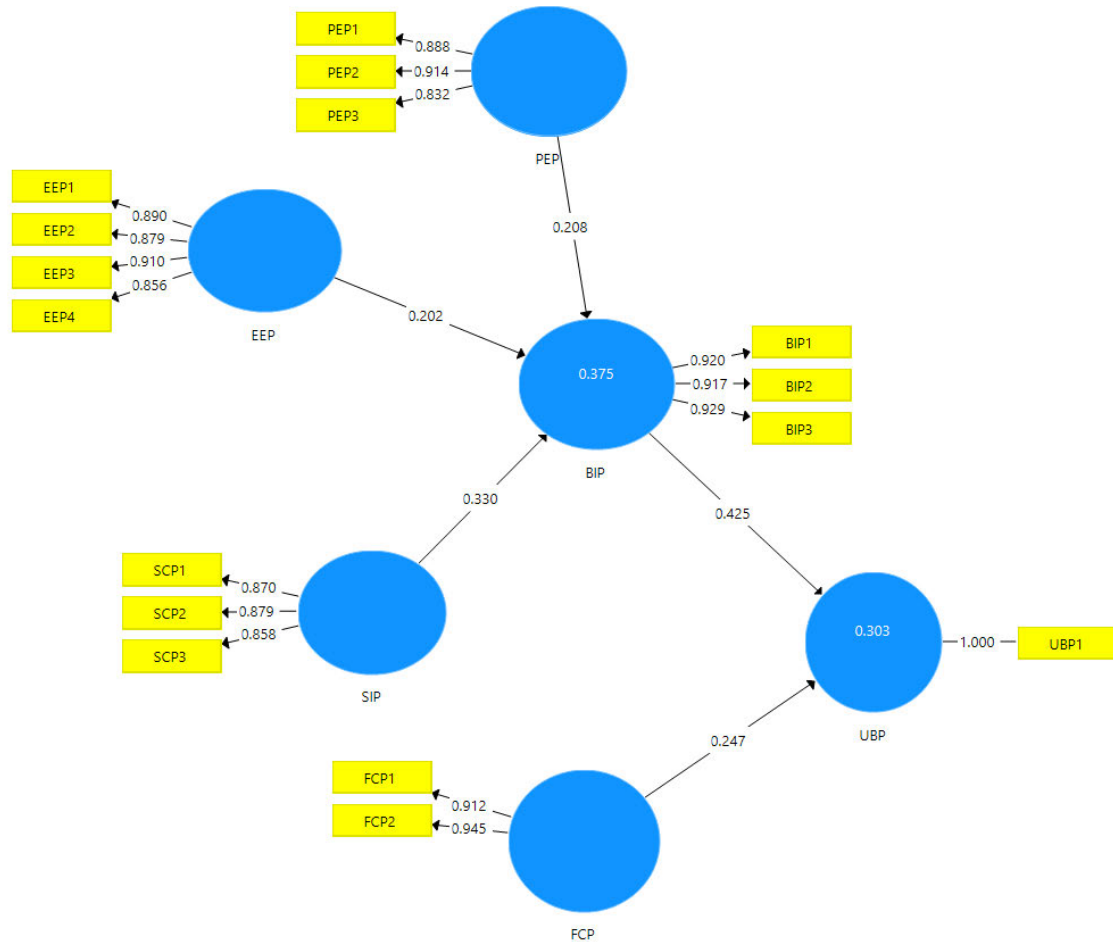 PEP1
0.888
PEP2
0.914
PEP3
0.832
PEP
EEP1
0.890
EEP2
0.879
EEP3
0.910
EEP4
0.856
EEP
0.208
0.202
0.375
BIP
0.920
BIP1
0.917
BIP2
0.929
BIP3
0.330
0.425
SCP1
0.870
SCP2
0.879
SCP3
0.858
SIP
0.303
1.000
UBP1
UBP
0.247
FCP1
0.912
FCP2
0.945
FCP